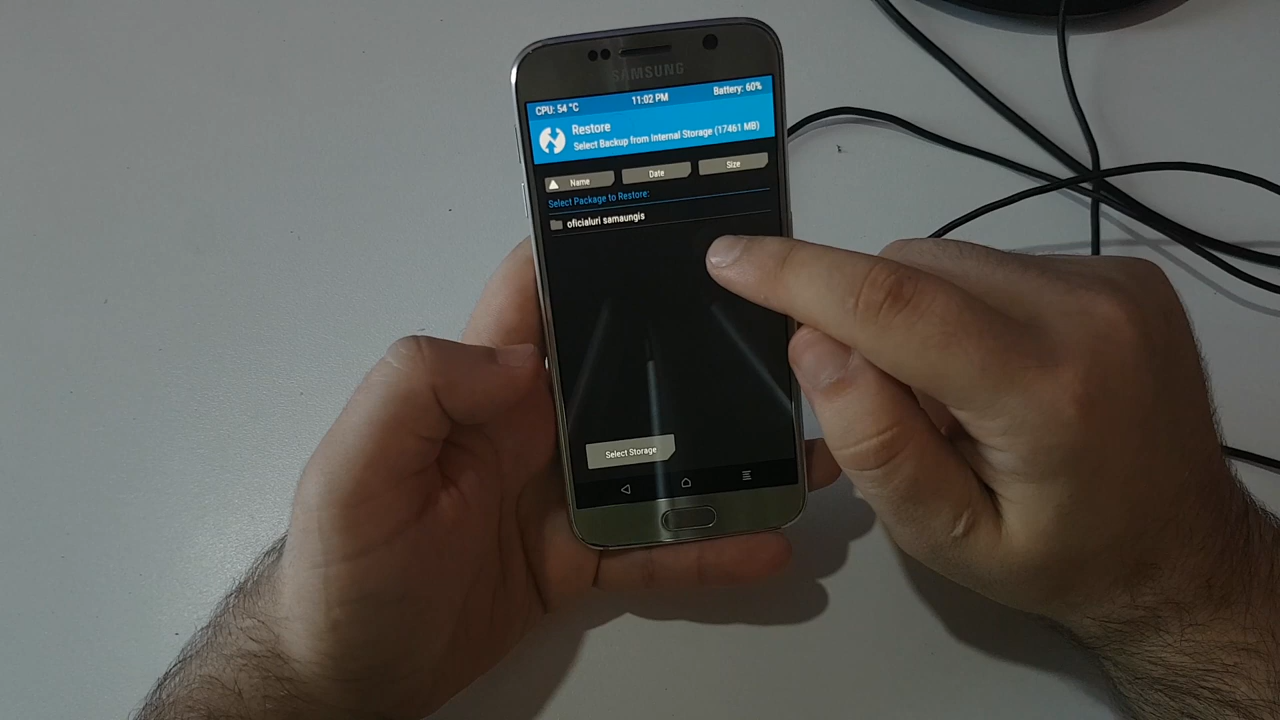 SAMSUNG
CPU: 54 °C 11:02 PM Battery: 60%
Restore
Select Backup from Internal Storage (17461 MB)
Name Date Size
Select Package to Restore:
oficialuri samaungis
Select Storage